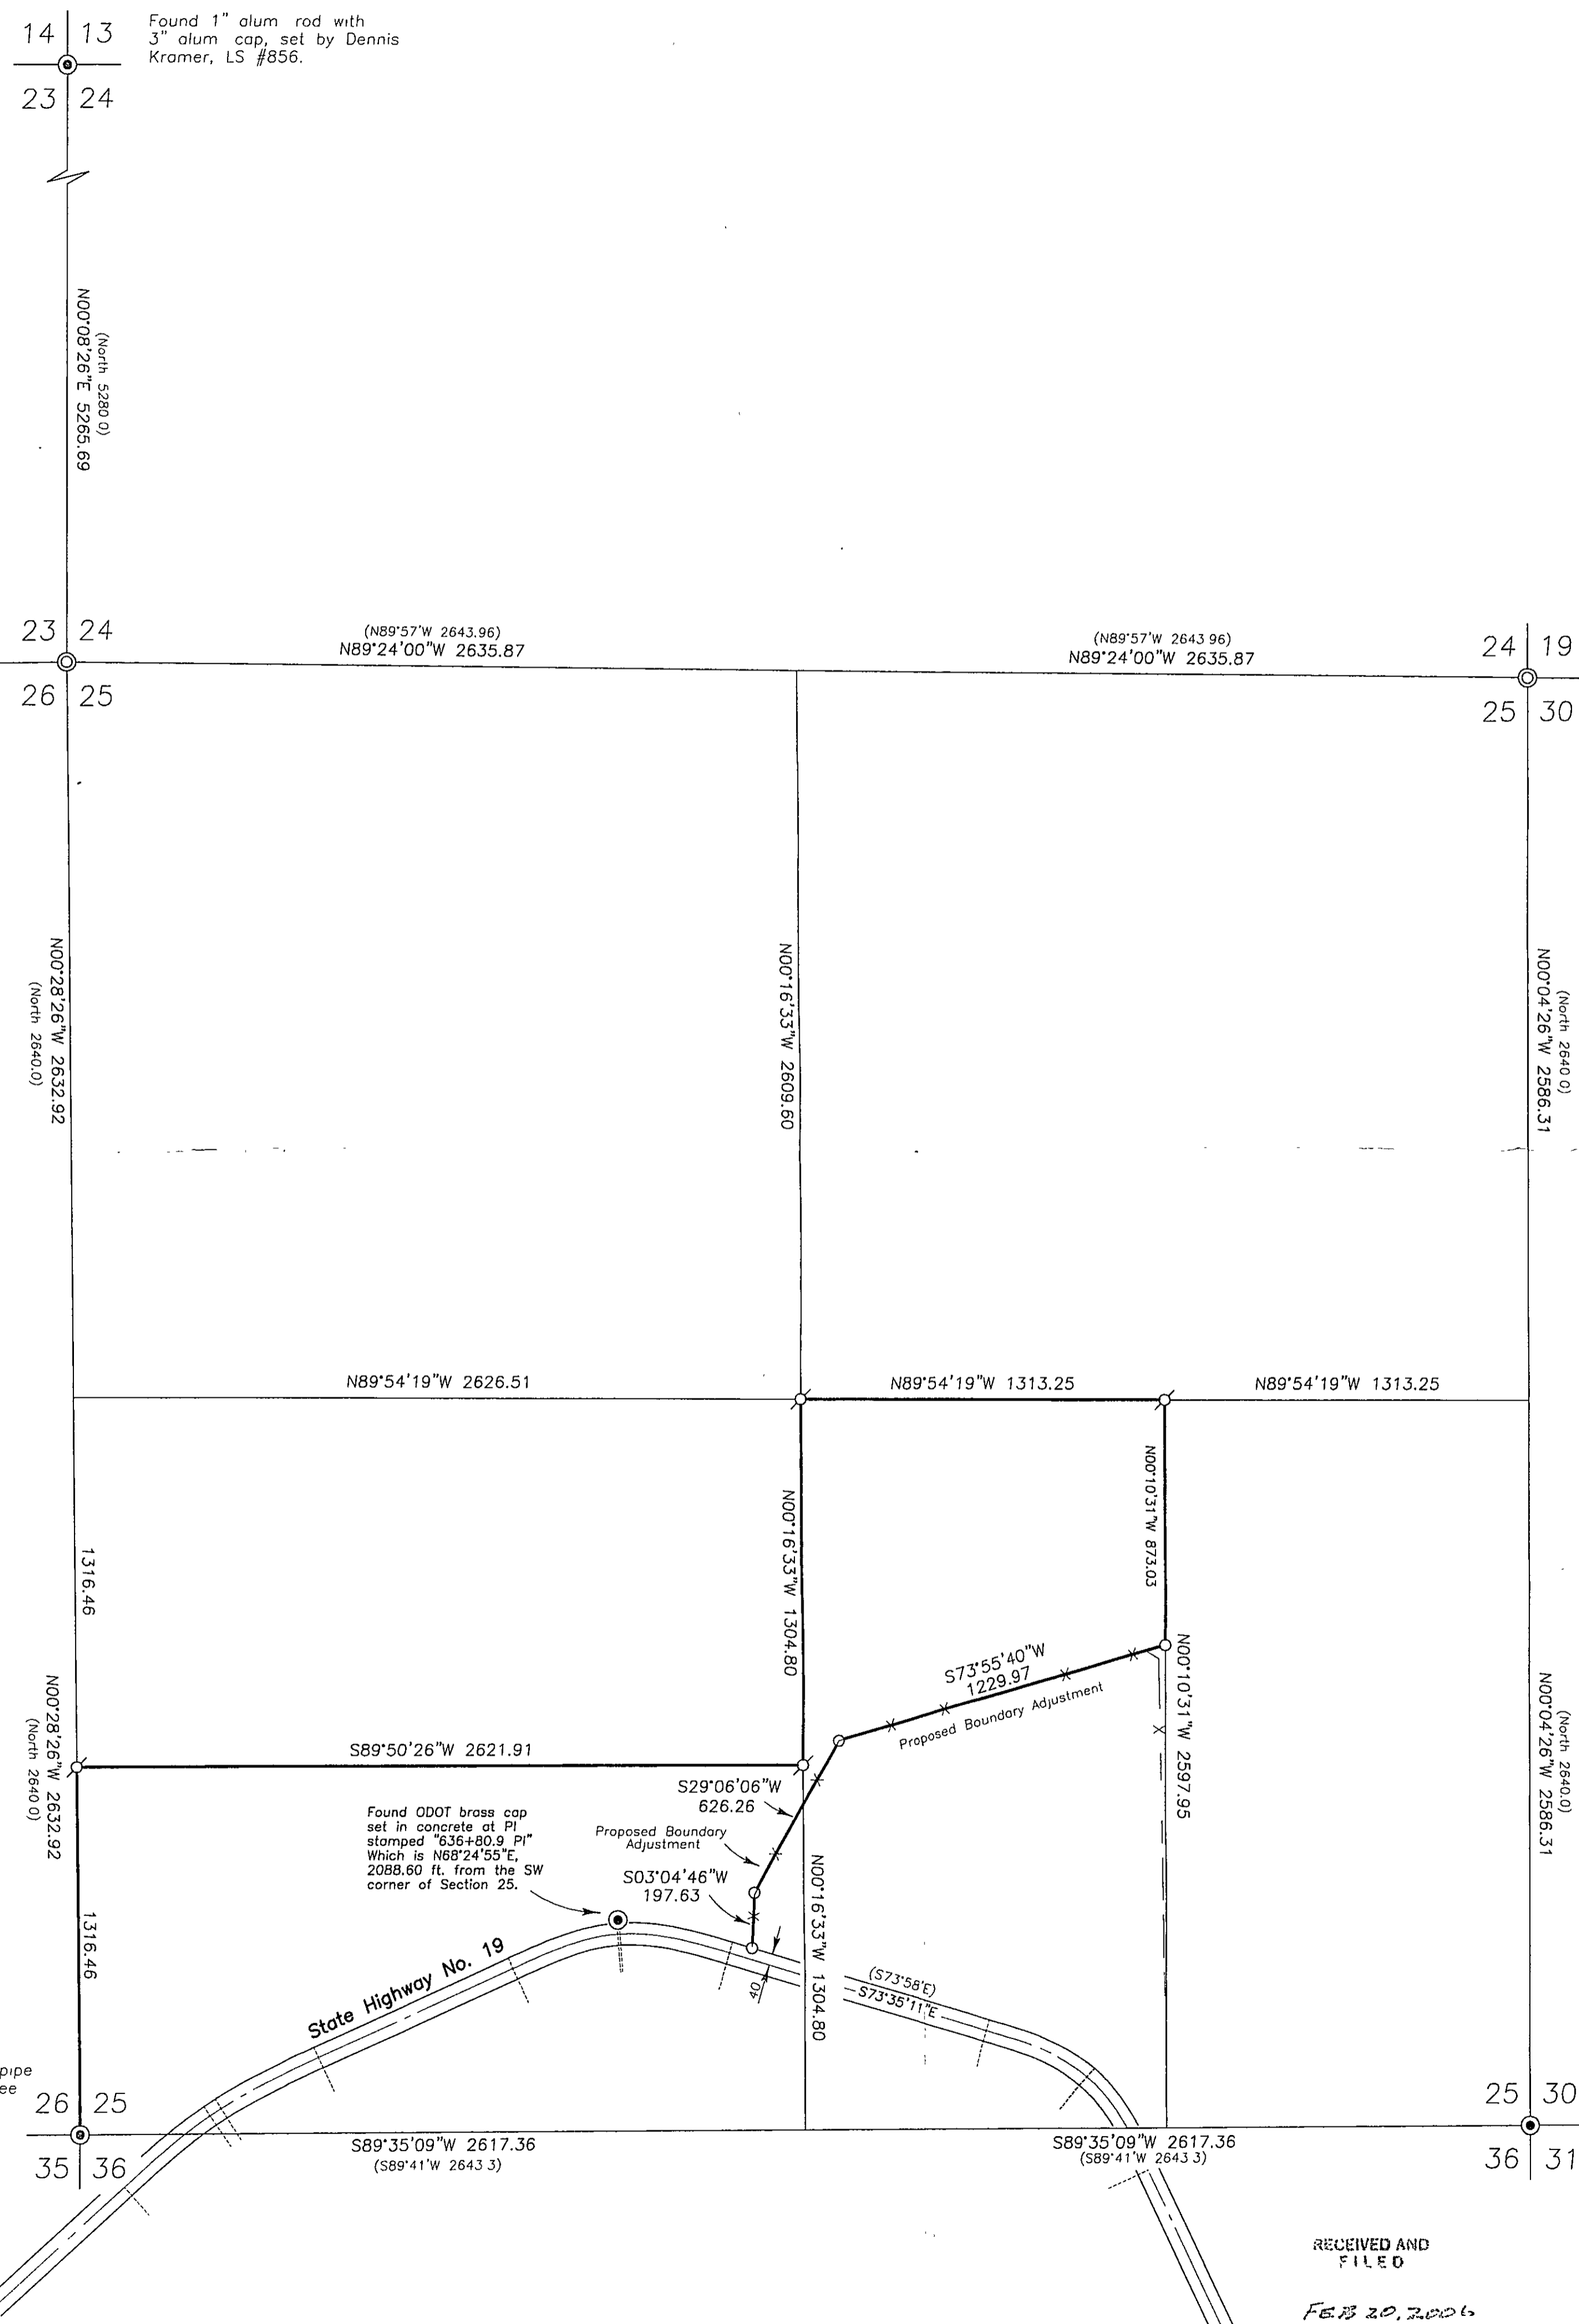 14 13
Found 1" alum rod with
3" alum cap, set by Dennis
Kramer, LS #856.
23 24
(North 5280 0)
N00°08'26"E 5265.69
23 24
(N89°57'W 2643.96)
N89°24'00"W 2635.87
(N89°57'W 2643 96)
N89°24'00"W 2635.87
24 19
26 25
25 30
N00°28'26"W 2632.92
(North 2640.0)
N00°16'33"W 2609.60
(North 2640 0)
N00°04'26"W 2586.31
N89°54'19"W 2626.51
N89°54'19"W 1313.25
N89°54'19"W 1313.25
N00°10'31"W 873.03
N00°16'33"W 1304.80
1316.46
S73°55'40"W
1229.97
Proposed Boundary Adjustment
N00°10'31"W 2597.95
N00°28'26"W 2632.92
(North 2640 0)
(North 2640.0)
N00°04'26"W 2586.31
S89°50'26"W 2621.91
S29°06'06"W
626.26
Found ODOT brass cap
set in concrete at PI
stamped "636+80.9 PI"
Which is N68°24'55"E,
2088.60 ft. from the SW
corner of Section 25.
Proposed Boundary
Adjustment
S03°04'46"W
197.63
N00°16'33"W 1304.80
1316.46
State Highway No. 19
40
(S73°58'E)
S73°35'11"E
pipe
ee
26 25
25 30
S89°35'09"W 2617.36
(S89°41'W 2643 3)
S89°35'09"W 2617.36
(S89°41'W 2643 3)
35 36
36 31
RECEIVED AND
FILED
FEB 20, 2006